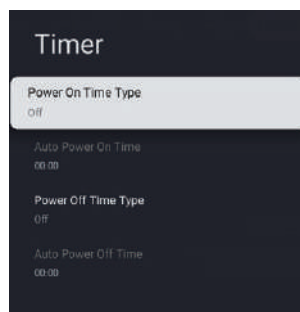 Timer
Power On Time Type
Off
Auto Power On Time
00:00
Power Off Time Type
Off
Auto Power Off Time
00:00